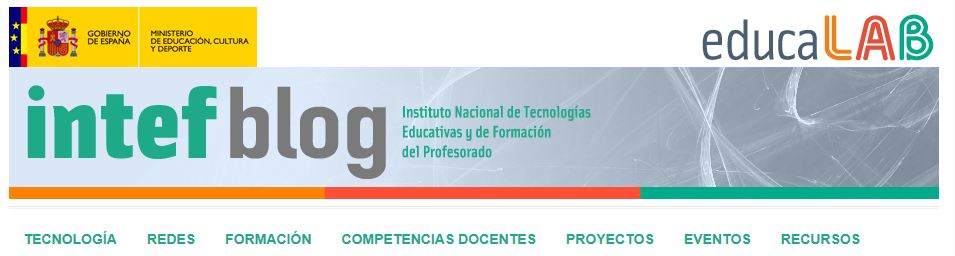 GOBIERNO
DE ESPAÑA
MINISTERIO
DE EDUCACIÓN, CULTURA
Y DEPORTE
educaLAB
intef blog
Instituto Nacional de Tecnologías
Educativas y de Formación
del Profesorado
TECNOLOGÍA REDES FORMACIÓN COMPETENCIAS DOCENTES PROYECTOS EVENTOS RECURSOS